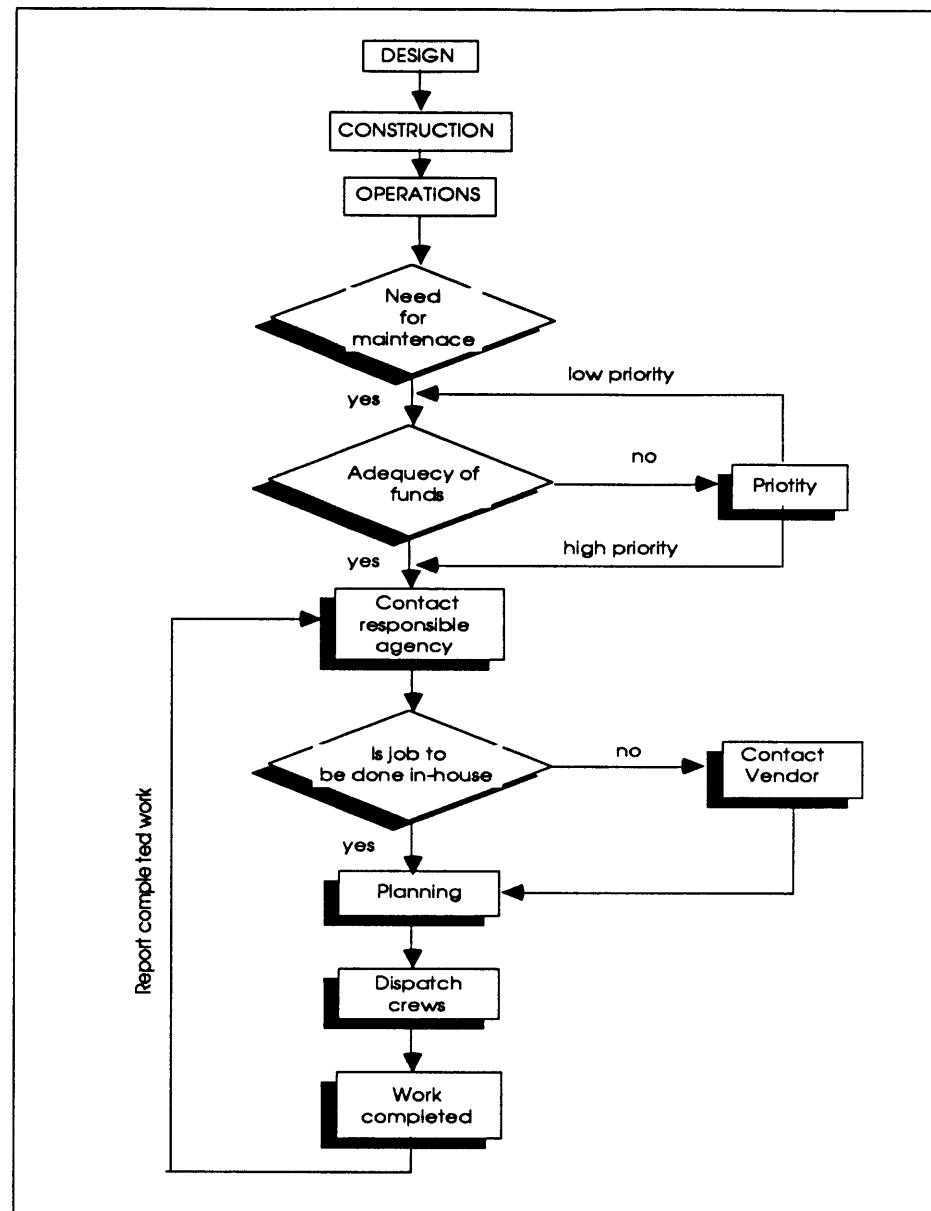 DESIGN
CONSTRUCTION
OPERATIONS
Need
for
maintenace
low priority
yes
Adequecy of
funds
no
Priotity
yes
high priority
Contact
responsible
agency
Is job to
be done in-house
no
Contact
Vendor
yes
Planning
Report completed work
Dispatch
crews
Work
completed